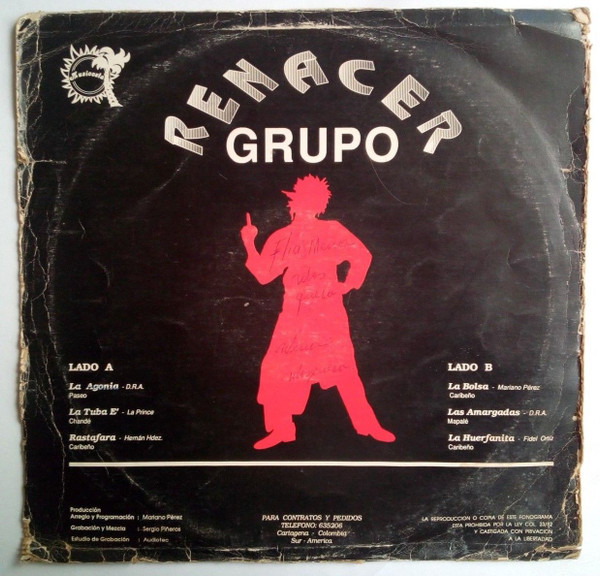 RENACER
GRUPO
LADO A
La Agonia - D.R.A.
Paseo
La Tuba E' - La Prince
Chandé
Rastafara - Hernán Hdez.
Caribeño
LADO B
La Bolsa - Mariano Pérez
Caribeño
Las Amargadas - D.R.A.
Mapalé
La Huerfanita - Fidel Ortiz
Caribeño
Producción
Arreglo y Programación : Mariano Pérez
Grabación y Mezcla : Sergio Piñeros
Estudio de Grabación : Audiotec
PARA CONTRATOS Y PEDIDOS
TELEFONO: 635206
Cartagena - Colombia
Sur - America
LA REPRODUCCION O COPIA DE ESTE FONOGRAMA
ESTA PROHIBIDA POR LA LEY COL. 23/82
Y CASTIGADA CON PRIVACION
A LA LIBERTAD